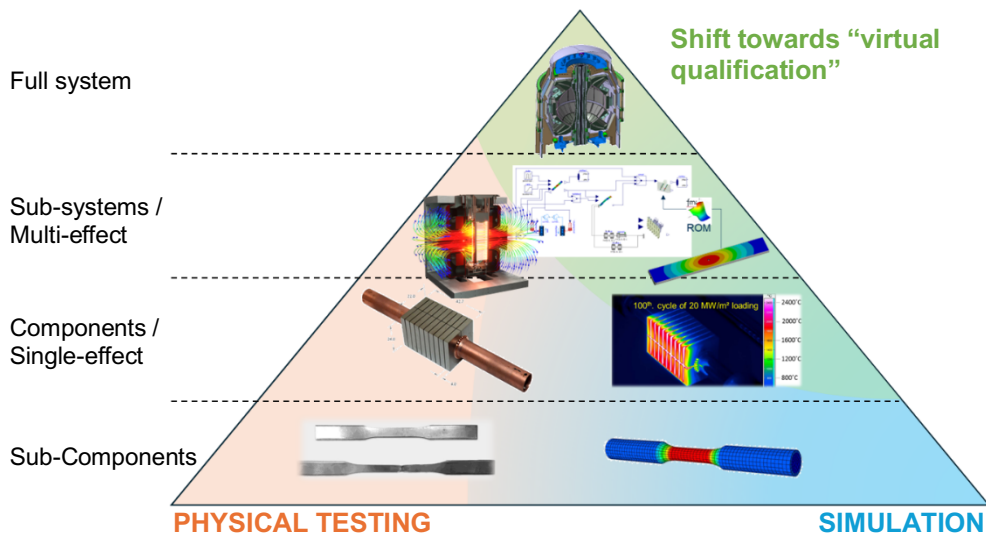 Shift towards “virtual
qualification”
Full system
Sub-systems /
Multi-effect
ROM
Components /
Single-effect
100th. cycle of 20 MW/m² loading
2400°C
2000°C
1600°C
1200°C
800°C
Sub-Components
PHYSICAL TESTING
SIMULATION